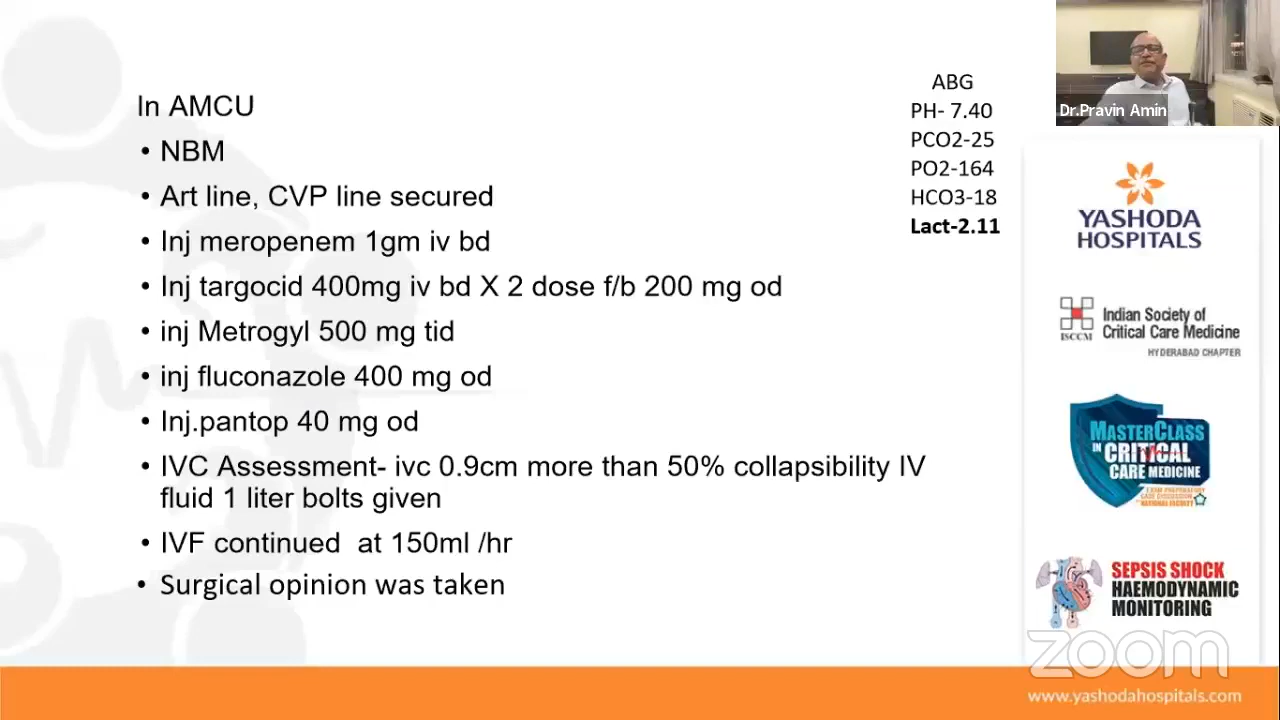 In AMCU
• NBM
• Art line, CVP line secured
• Inj meropenem 1gm iv bd
• Inj targocid 400mg iv bd X 2 dose f/b 200 mg od
• inj Metrogyl 500 mg tid
• inj fluconazole 400 mg od
• Inj.pantop 40 mg od
• IVC Assessment- ivc 0.9cm more than 50% collapsibility IV
fluid 1 liter bolts given
• IVF continued at 150ml /hr
• Surgical opinion was taken
ABG
PH- 7.40
PCO2-25
PO2-164
HCO3-18
Lact-2.11
Dr.Pravin Amin
YASHODA
HOSPITALS
ISCCM
Indian Society of
Critical Care Medicine
HYDERABAD CHAPTER
MASTERCLASS
IN CRITICAL
CARE MEDICINE
SEPSIS SHOCK
HAEMODYNAMIC
MONITORING
zoom
www.yashodahospitals.com